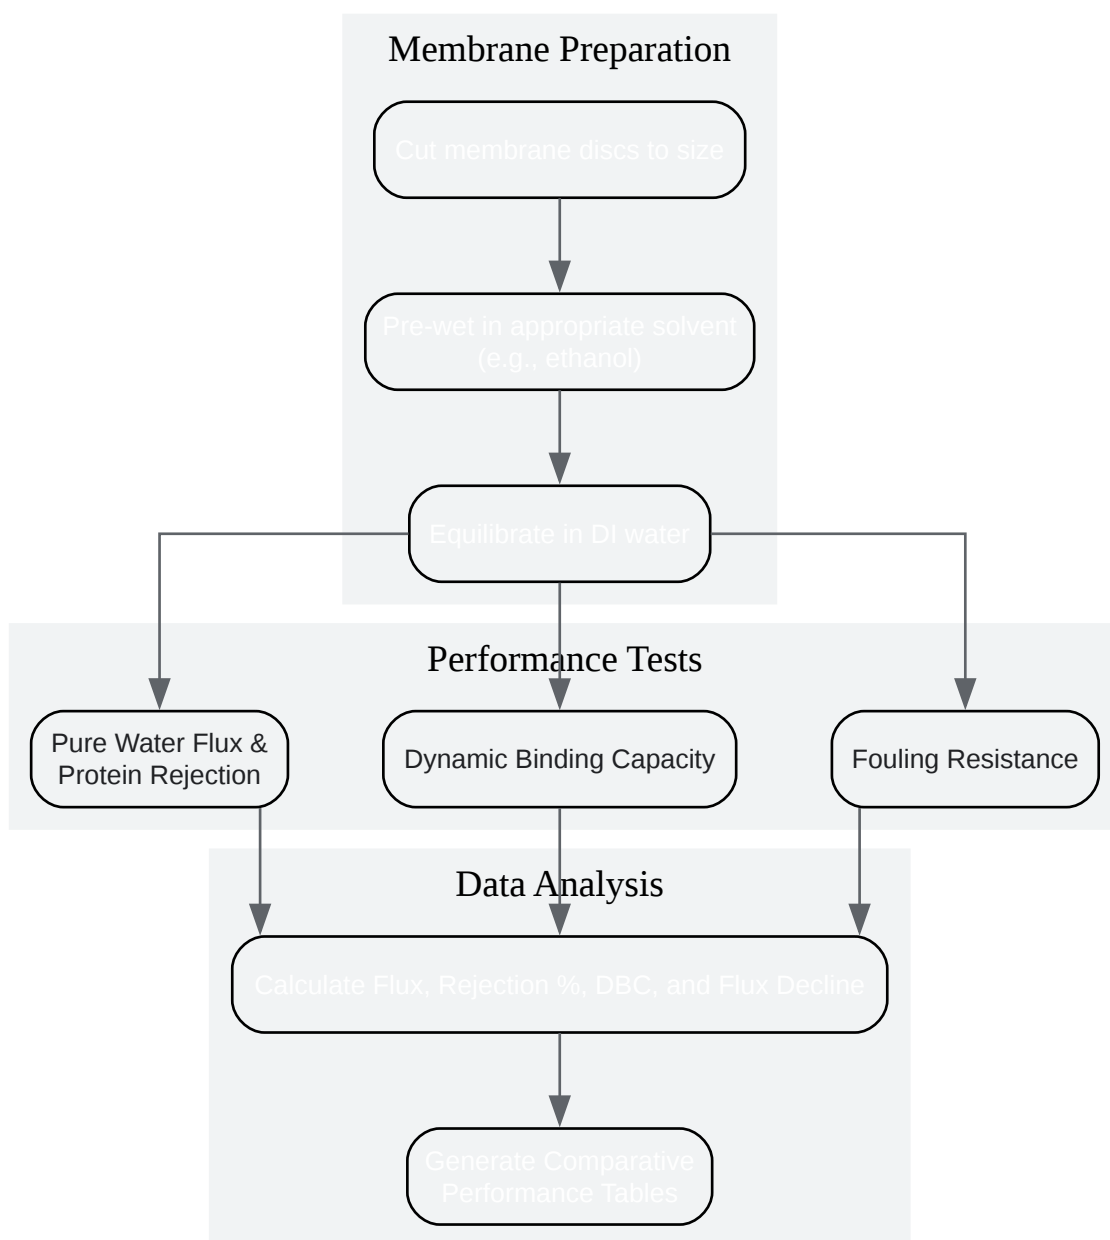 Membrane Preparation
Cut membrane discs to size
Pre-wet in appropriate solvent
(e.g., ethanol)
Equilibrate in DI water
Performance Tests
Pure Water Flux &
Protein Rejection
Dynamic Binding Capacity
Fouling Resistance
Data Analysis
Calculate Flux, Rejection %, DBC, and Flux Decline
Generate Comparative
Performance Tables